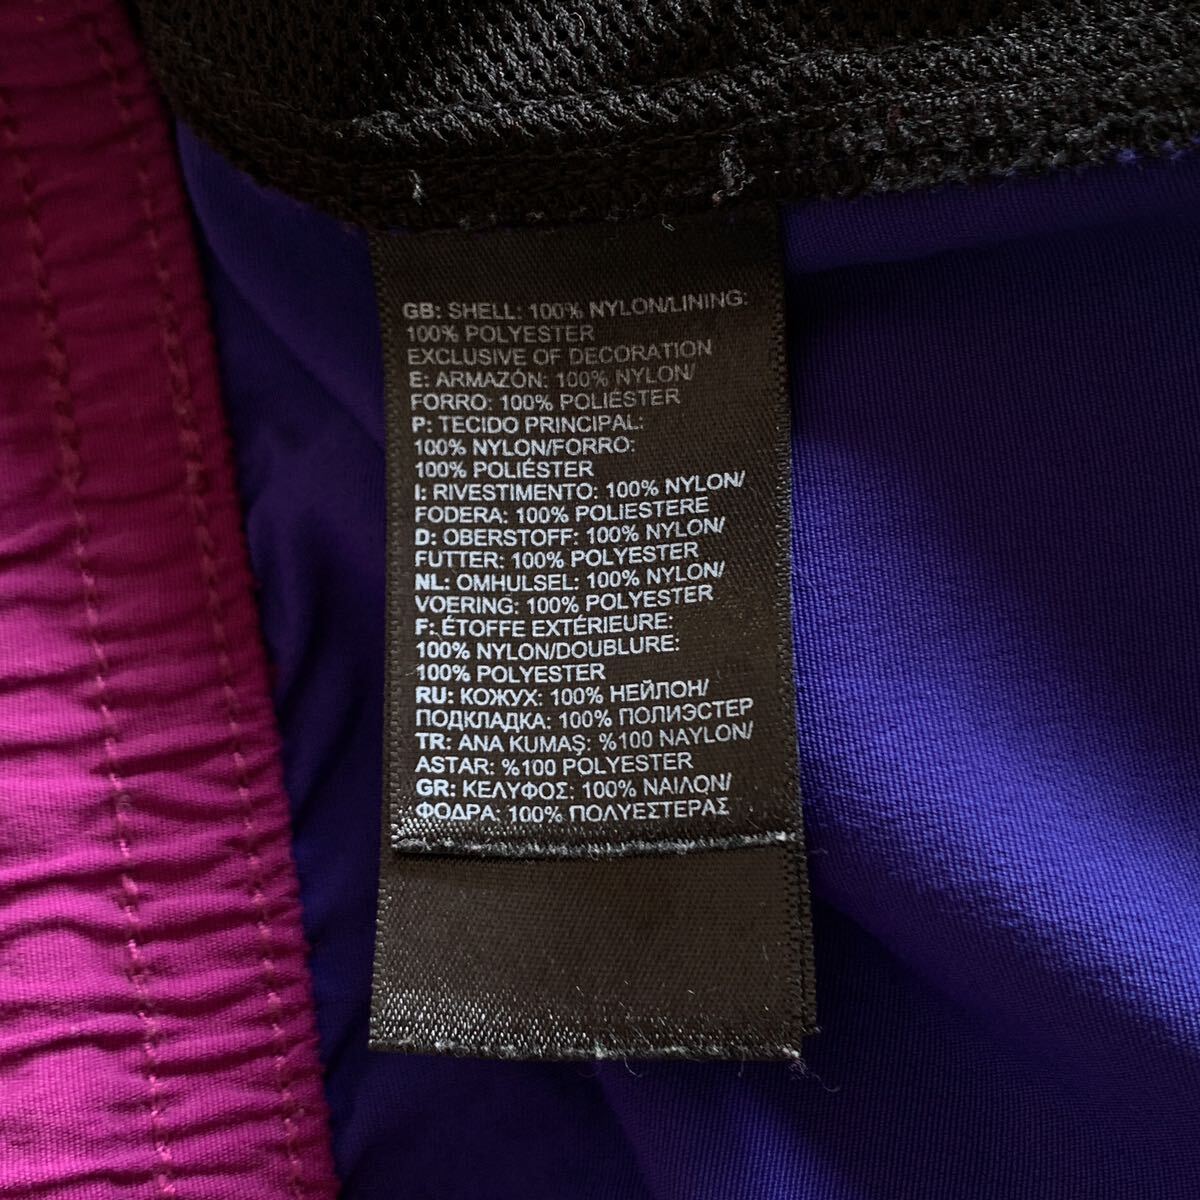 GB: SHELL: 100% NYLON/LINING:
100% POLYESTER
EXCLUSIVE OF DECORATION
E: ARMAZÓN: 100% NYLON/
FORRO: 100% POLIÉSTER
P: TECIDO PRINCIPAL:
100% NYLON/FORRO:
100% POLIÉSTER
I: RIVESTIMENTO: 100% NYLON/
FODERA: 100% POLIESTERE
D: OBERSTOFF: 100% NYLON/
FUTTER: 100% POLYESTER
NL: OMHULSEL: 100% NYLON/
VOERING: 100% POLYESTER
F: ÉTOFFE EXTÉRIEURE:
100% NYLON/DOUBLURE:
100% POLYESTER
RU: КОЖУХ: 100% НЕЙЛОН/
ПОДКЛАДКА: 100% ПОЛИЭСТЕР
TR: ANA KUMAŞ: %100 NAYLON/
ASTAR: %100 POLYESTER
GR: ΚΕΛΥΦΟΣ: 100% ΝΑΙΛΟΝ/
ΦΟΔΡΑ: 100% ΠΟΛΥΕΣΤΕΡΑΣ